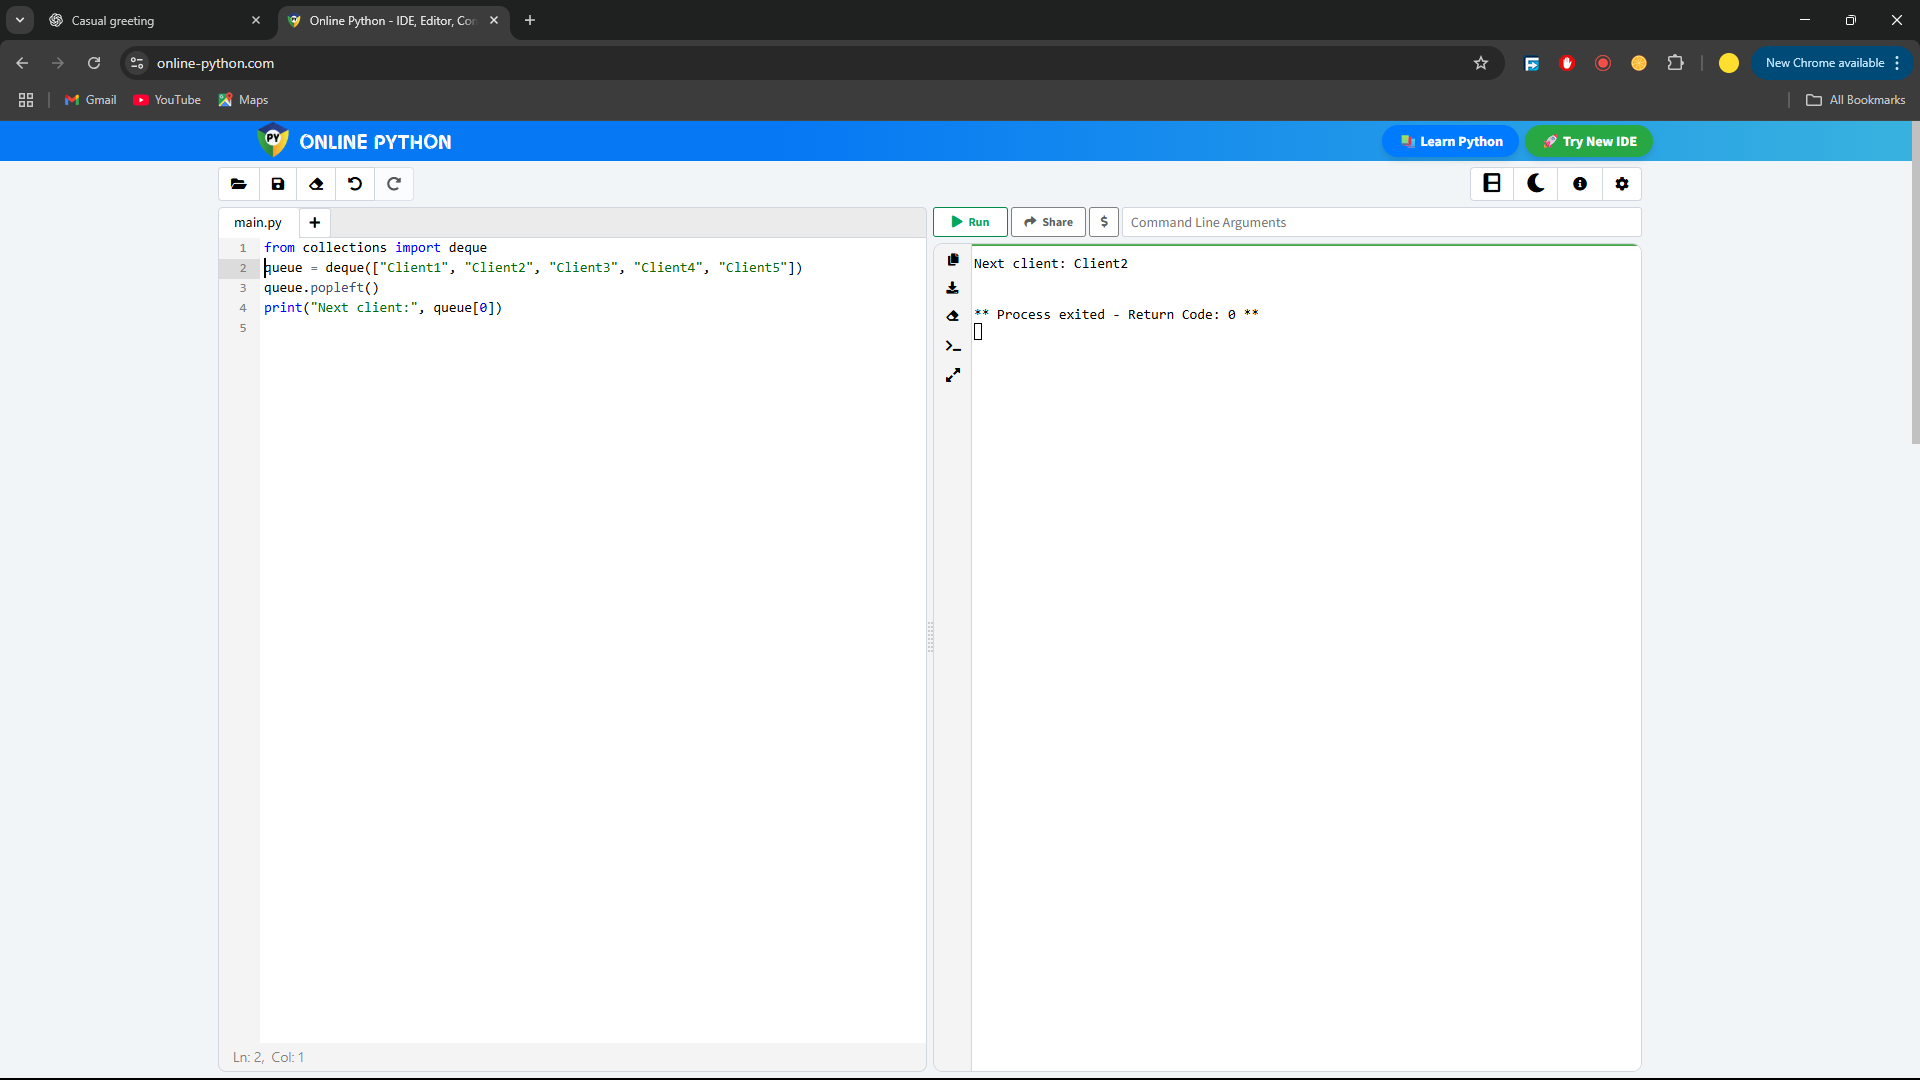 Casual greeting
Online Python - IDE, Editor, Con
online-python.com
New Chrome available
Gmail
YouTube
Maps
All Bookmarks
PY
ONLINE PYTHON
Learn Python
Try New IDE
main.py
+
Run
Share
$
Command Line Arguments
1 from collections import deque
2 queue = deque(["Client1", "Client2", "Client3", "Client4", "Client5"])
3 queue.popleft()
4 print("Next client:", queue[0])
5
Next client: Client2
** Process exited - Return Code: 0 **
Ln: 2, Col: 1